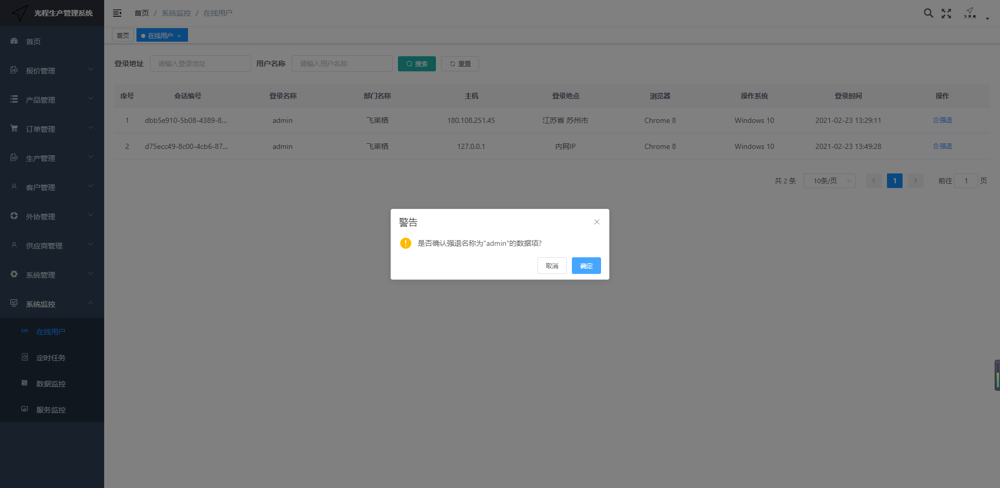 光程生产管理系统
首页 / 系统监控 / 在线用户
首页
在线用户 ×
首页
报价管理
产品管理
订单管理
生产管理
客户管理
外协管理
供应商管理
系统管理
系统监控
在线用户
定时任务
数据监控
服务监控
登录地址 请输入登录地址 用户名称 请输入用户名称 搜索 重置
序号 会话编号 登录名称 部门名称 主机 登录地点 浏览器 操作系统 登录时间 操作
1 dbb5e910-5b08-4389-8... admin 飞莱栖 180.108.251.45 江苏省 苏州市 Chrome 8 Windows 10 2021-02-23 13:29:11 强退
2 d75ecc49-8c00-4cb6-87... admin 飞莱栖 127.0.0.1 内网IP Chrome 8 Windows 10 2021-02-23 13:49:28 强退
共 2 条 10条/页 1 前往 1 页
警告
是否确认强退名称为"admin"的数据项?
取消 确定